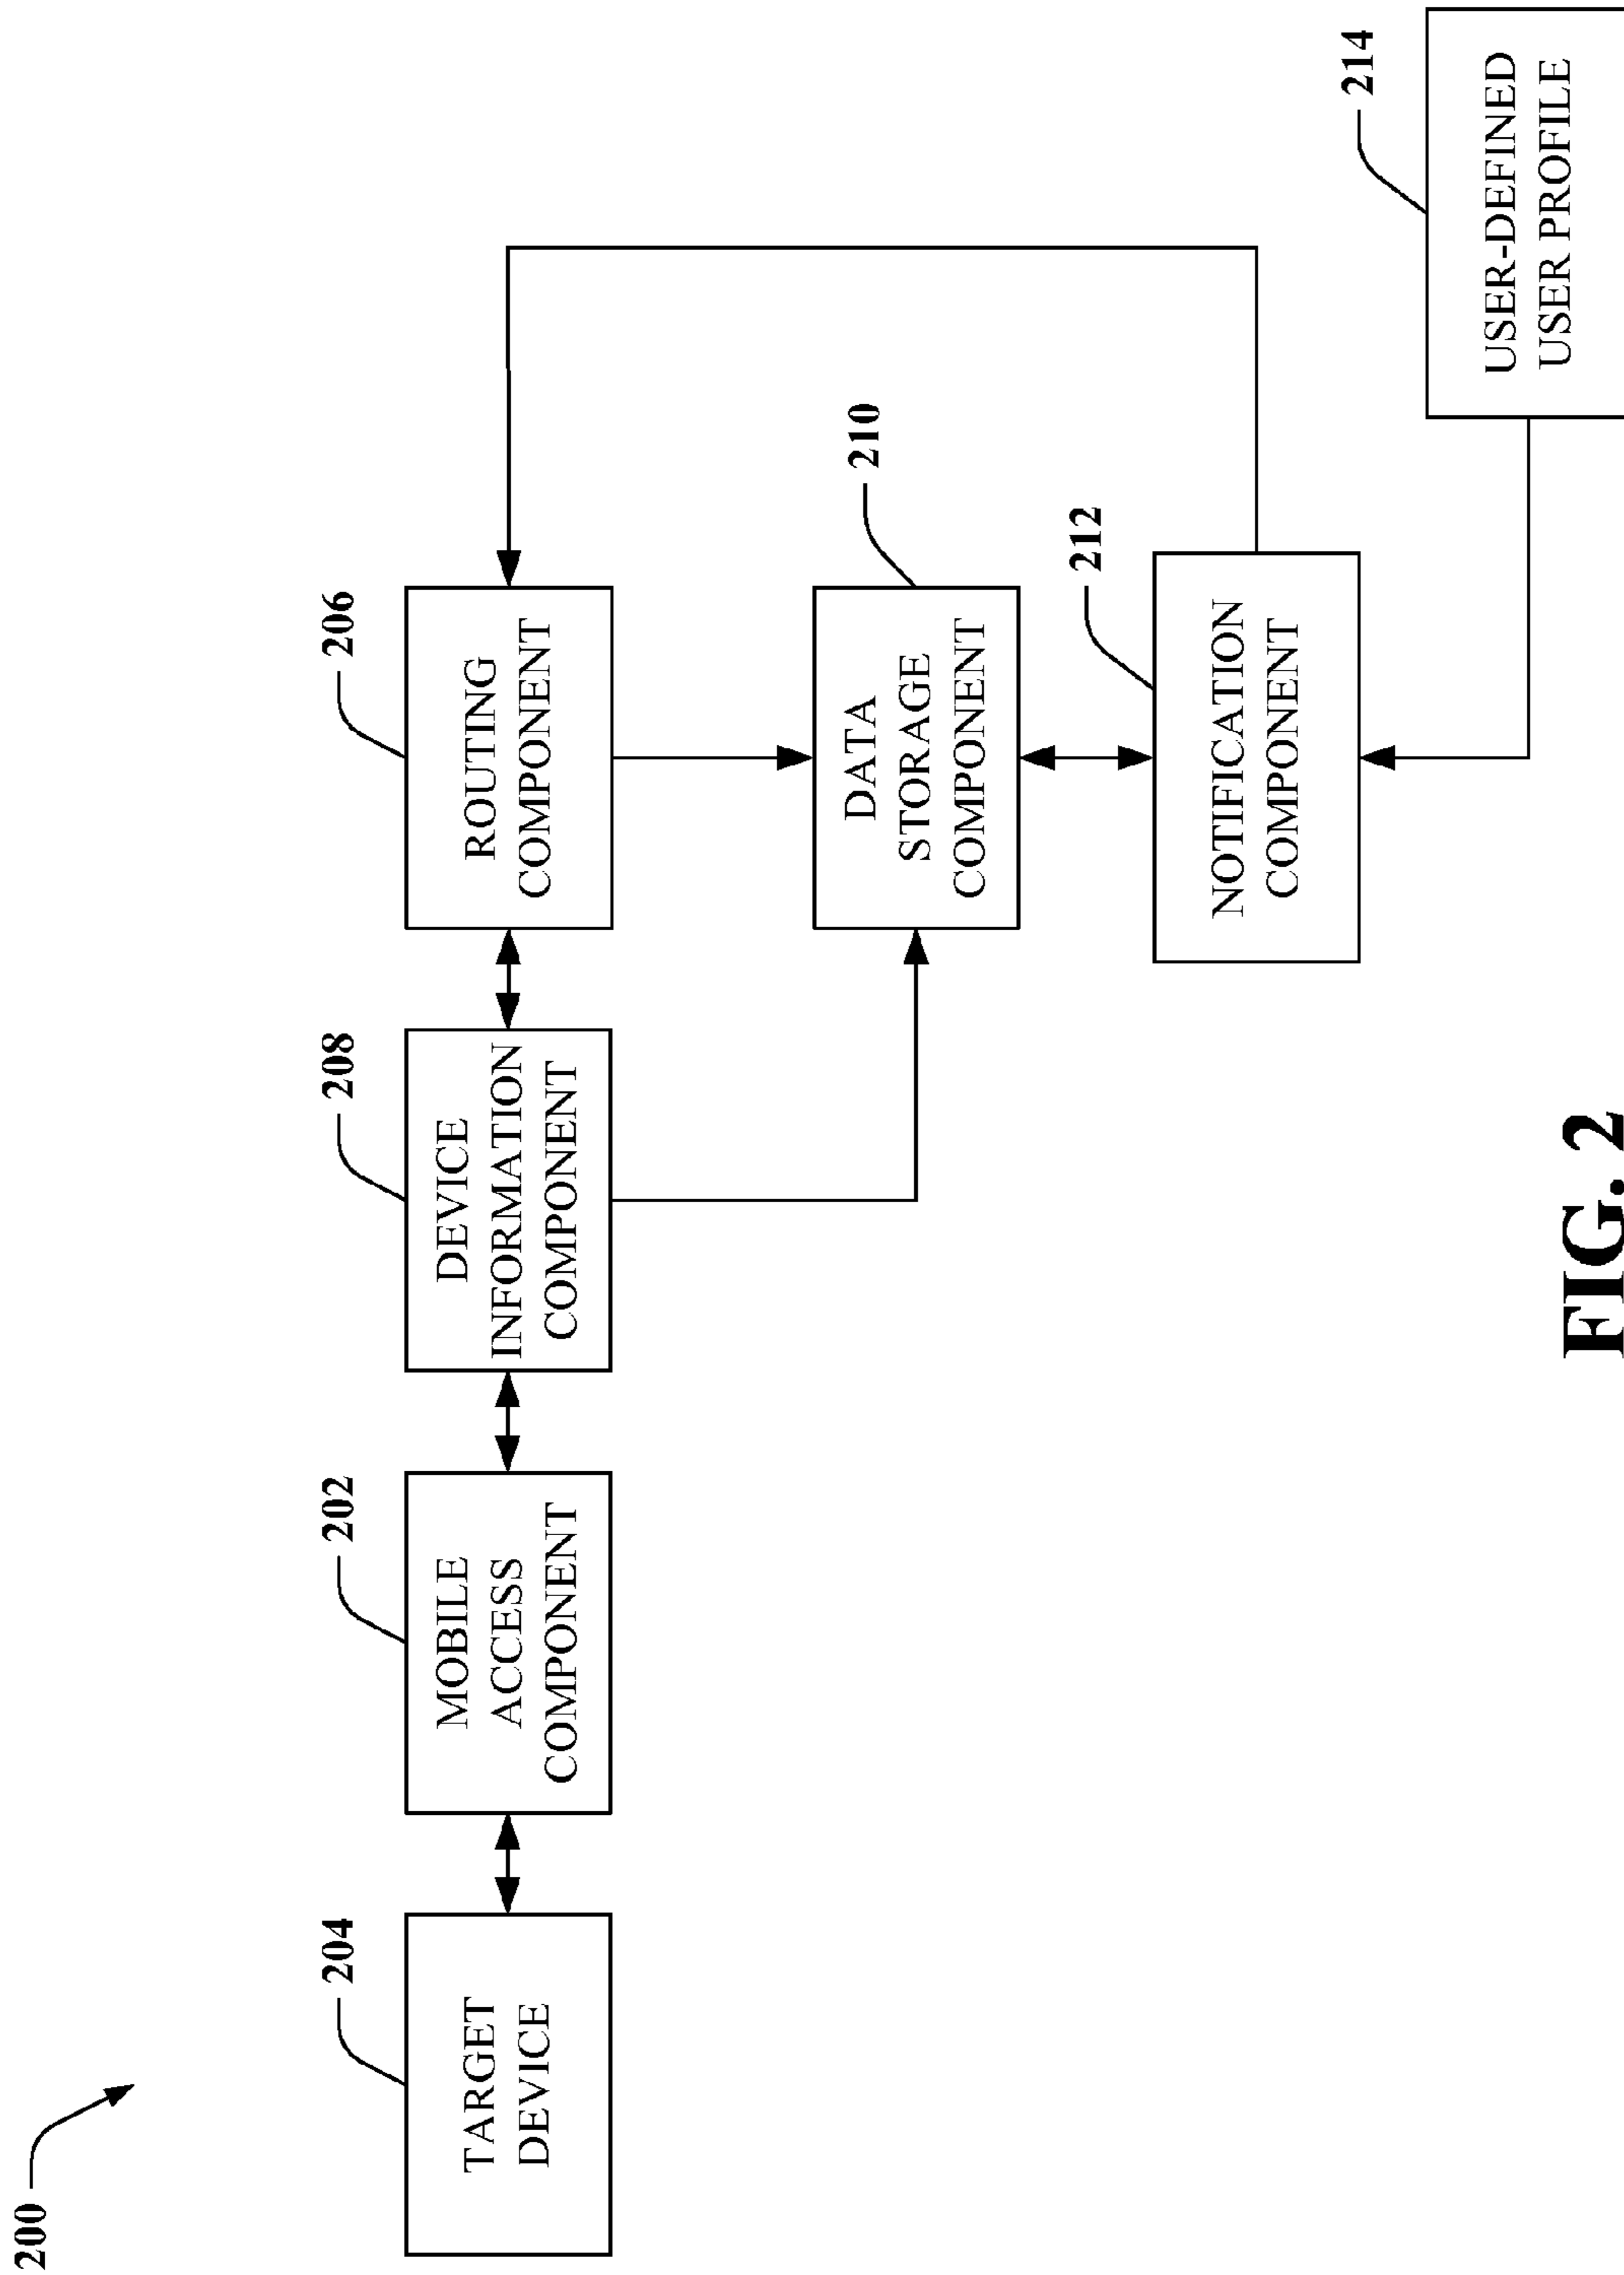 200
204
TARGET
DEVICE
202
MOBILE
ACCESS
COMPONENT
208
DEVICE
INFORMATION
COMPONENT
206
ROUTING
COMPONENT
210
DATA
STORAGE
COMPONENT
212
NOTIFICATION
COMPONENT
214
USER-DEFINED
USER PROFILE
FIG. 2